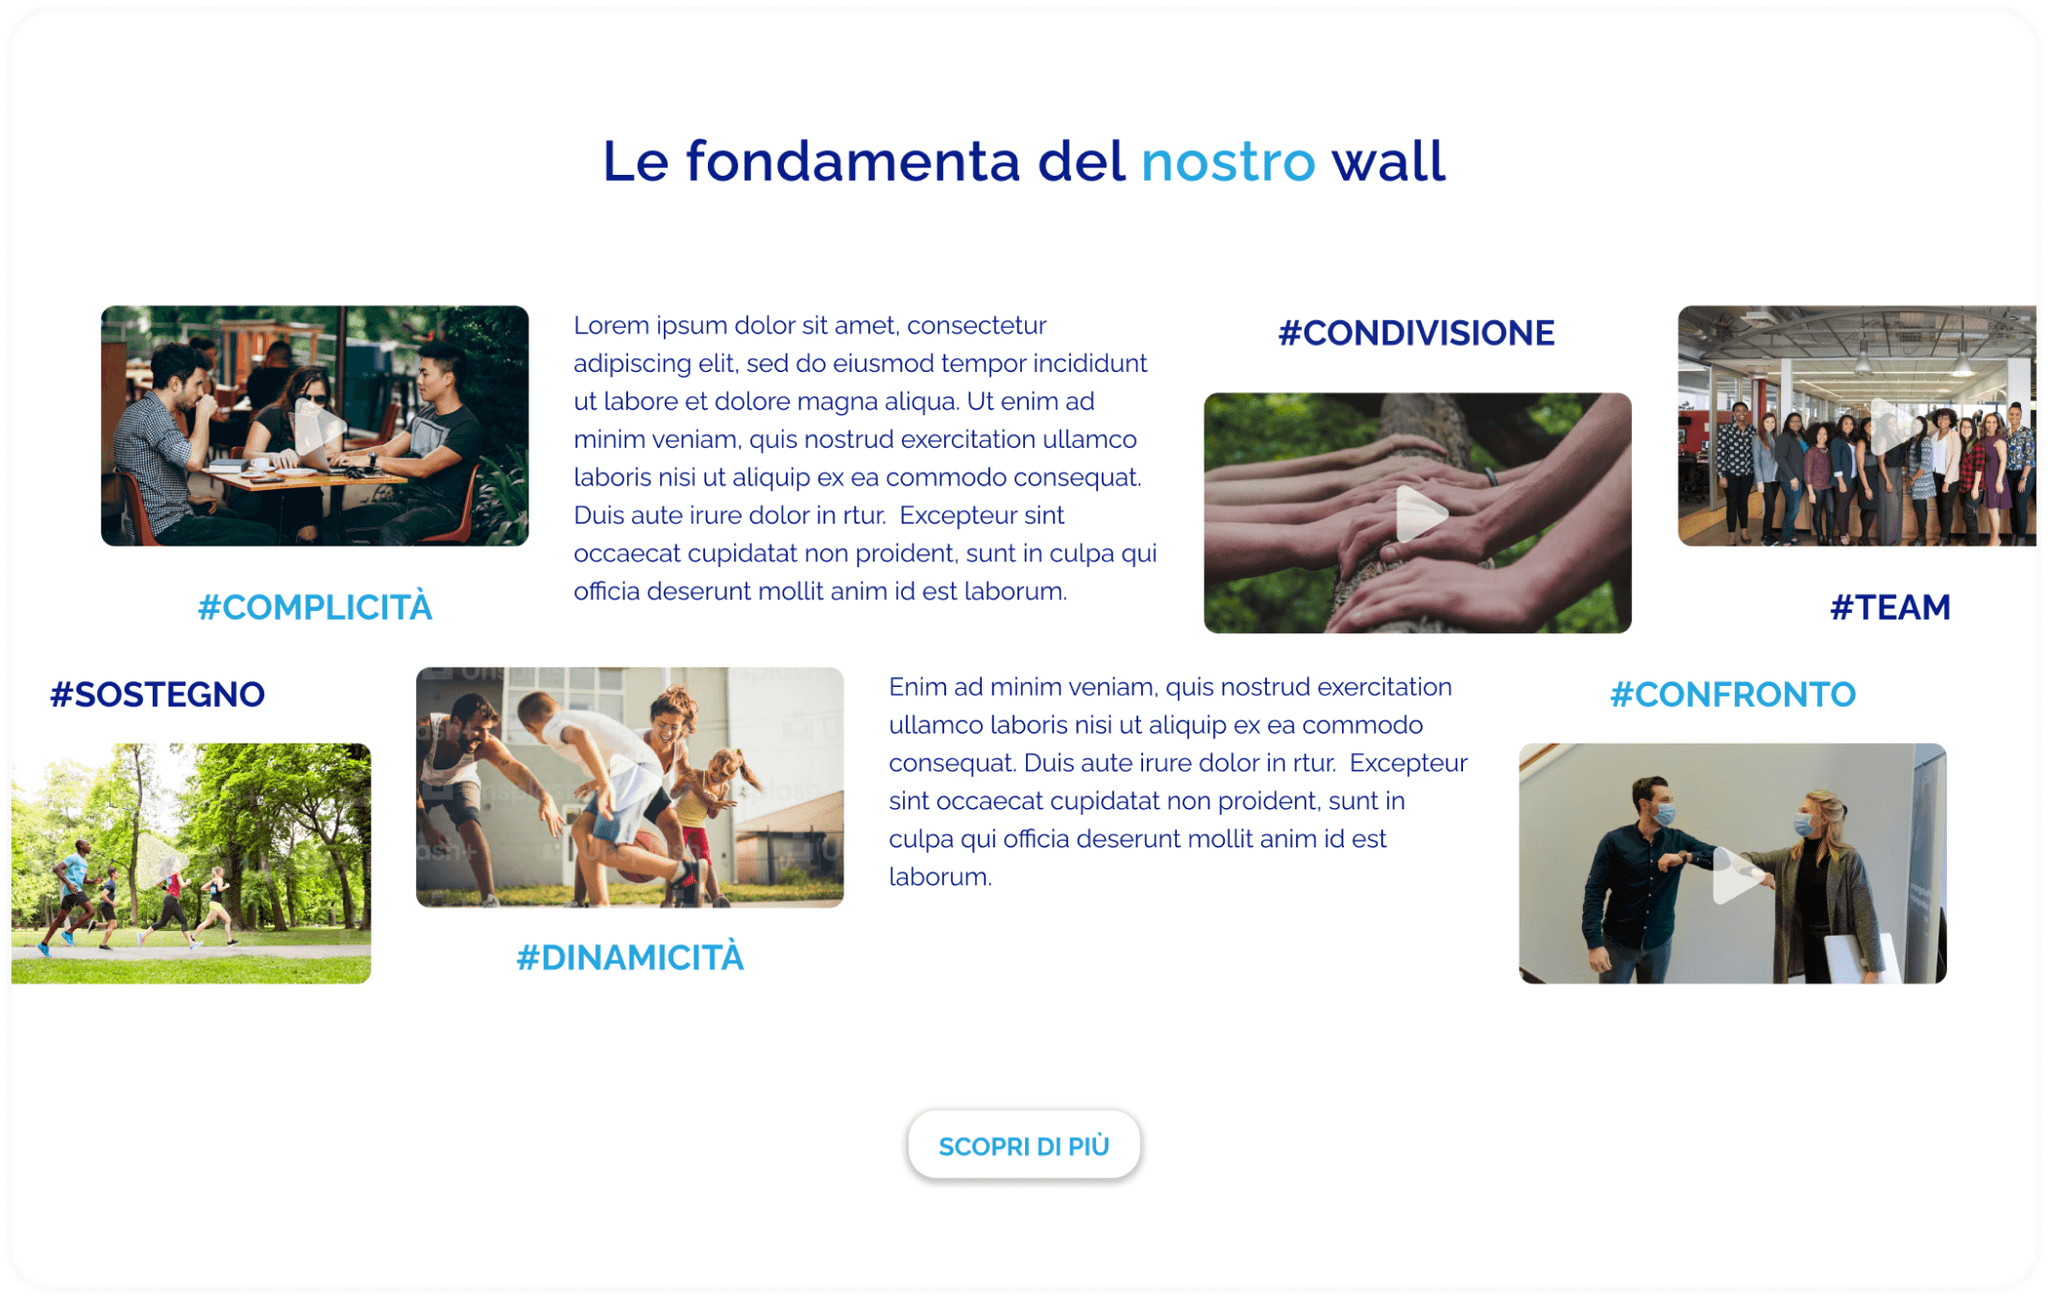 Le fondamenta del nostro wall
Lorem ipsum dolor sit amet, consectetur
adipiscing elit, sed do eiusmod tempor incididunt
ut labore et dolore magna aliqua. Ut enim ad
minim veniam, quis nostrud exercitation ullamco
laboris nisi ut aliquip ex ea commodo consequat.
Duis aute irure dolor in rtur.  Excepteur sint
occaecat cupidatat non proident, sunt in culpa qui
officia deserunt mollit anim id est laborum.
#COMPLICITÀ
#CONDIVISIONE
#TEAM
#SOSTEGNO
#DINAMICITÀ
Enim ad minim veniam, quis nostrud exercitation
ullamco laboris nisi ut aliquip ex ea commodo
consequat. Duis aute irure dolor in rtur.  Excepteur
sint occaecat cupidatat non proident, sunt in
culpa qui officia deserunt mollit anim id est
laborum.
#CONFRONTO
SCOPRI DI PIÙ